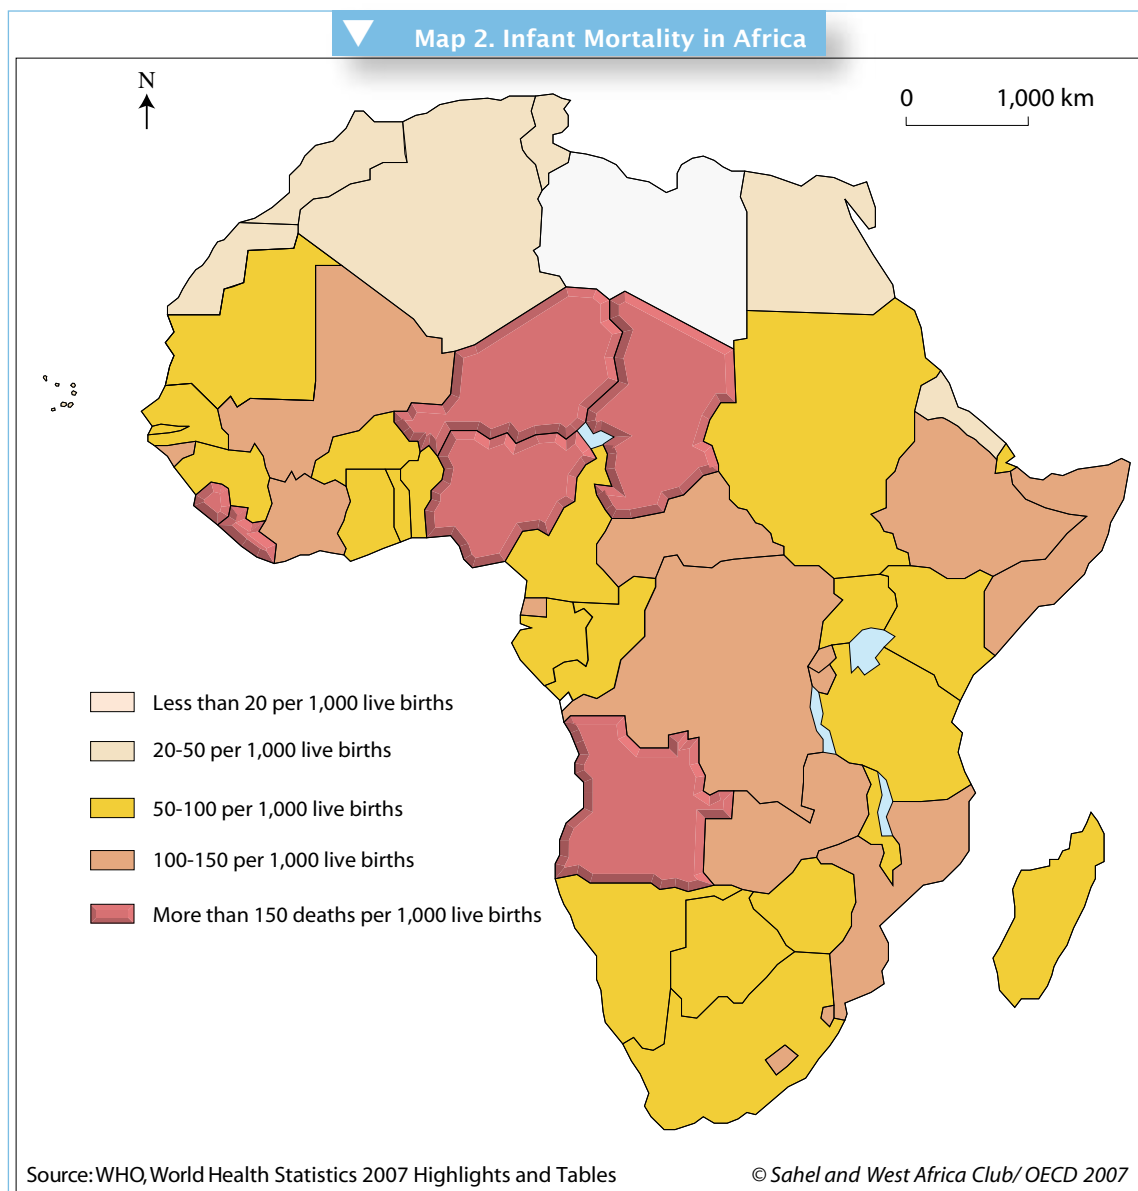 Map 2. Infant Mortality in Africa
N
0 1,000 km
Less than 20 per 1,000 live births
20-50 per 1,000 live births
50-100 per 1,000 live births
100-150 per 1,000 live births
More than 150 deaths per 1,000 live births
Source: WHO, World Health Statistics 2007 Highlights and Tables
© Sahel and West Africa Club/ OECD 2007